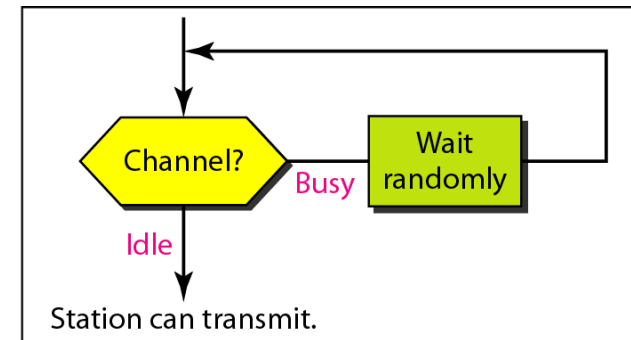 Channel?
Wait
randomly
Busy
Idle
Station can transmit.